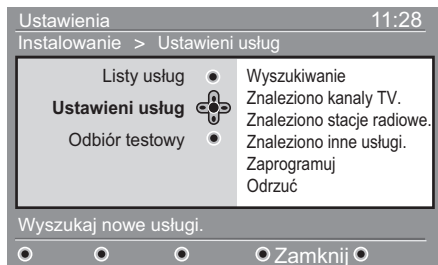 Ustawienia 11:28
Instalowanie > Ustawieni usług
Listy usług
Ustawieni usług
Odbiór testowy
Wyszukiwanie
Znaleziono kanały TV.
Znaleziono stacje radiowe.
Znaleziono inne usługi.
Zaprogramuj
Odrzuć
Wyszukaj nowe usługi.
Zamknij